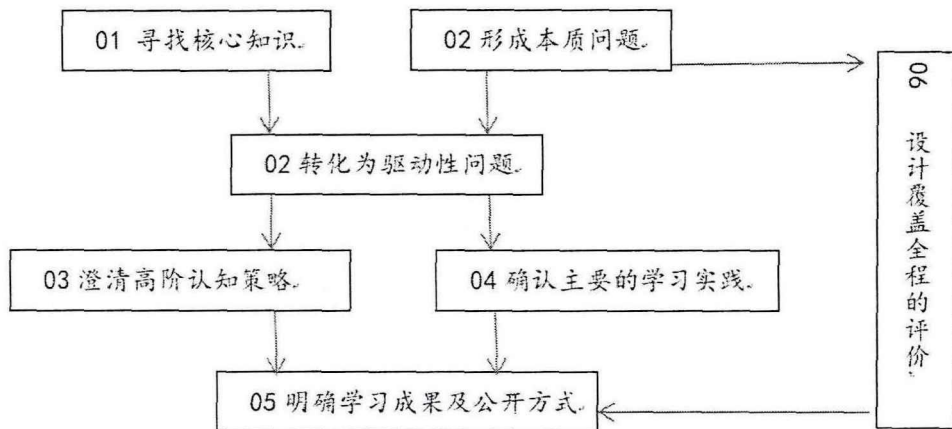 01 寻找核心知识
02 形成本质问题
02 转化为驱动性问题
03 澄清高阶认知策略
04 确认主要的学习实践
05 明确学习成果及公开方式
06 设计覆盖全程的评价